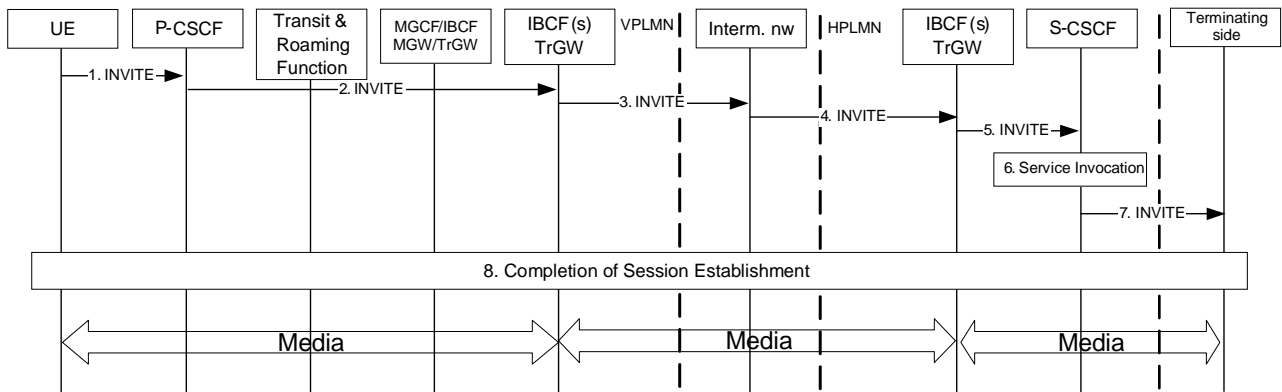 UE
P-CSCF
Transit &
Roaming
Function
MGCF/IBCF
MGW/TrGW
IBCF (s)
TrGW
VPLMN
Interm. nw
HPLMN
IBCF (s)
TrGW
S-CSCF
Terminating
side
1. INVITE
2. INVITE
3. INVITE
4. INVITE
5. INVITE
6. Service Invocation
7. INVITE
8. Completion of Session Establishment
Media
Media
Media